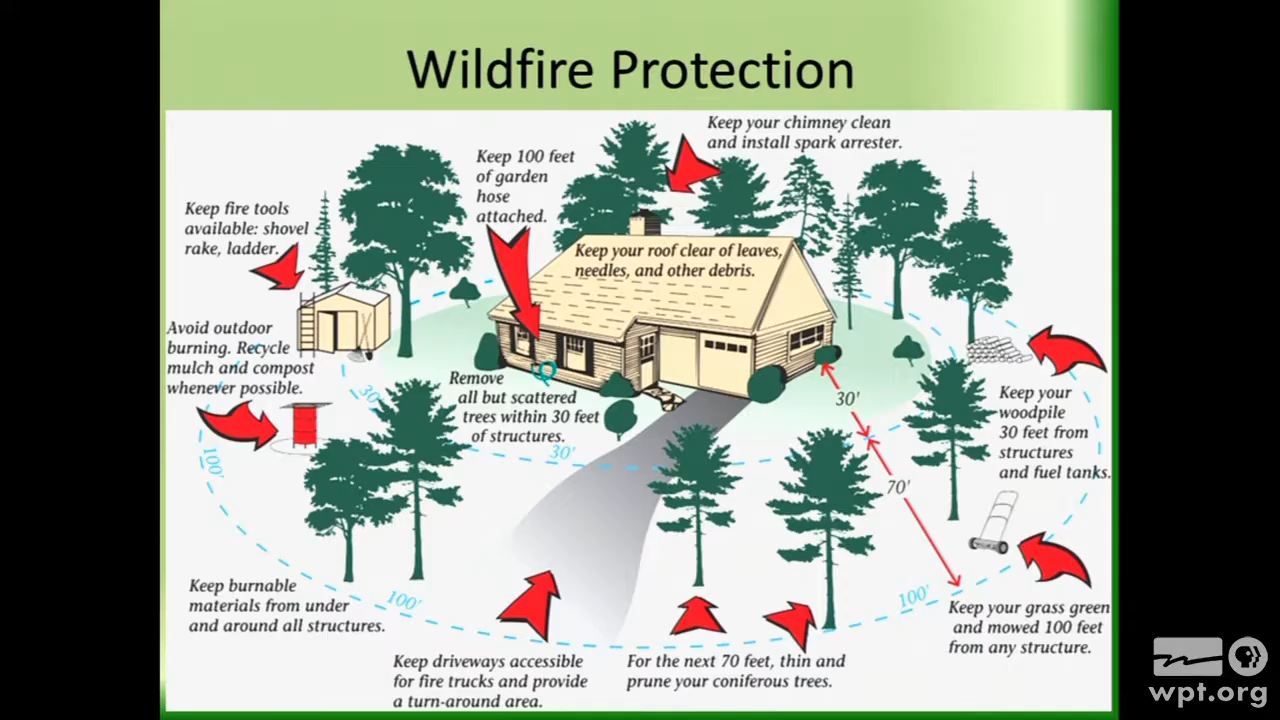 Wildfire Protection
Keep your chimney clean
and install spark arrester.
Keep 100 feet
of garden
hose
attached.
Keep fire tools
available: shovel
rake, ladder.
Keep your roof clear of leaves,
needles, and other debris.
Avoid outdoor
burning. Recycle
mulch and compost
whenever possible.
Remove
all but scattered
trees within 30 feet
of structures.
30'
30'
30'
70'
100'
100'
100'
Keep your
woodpile
30 feet from
structures
and fuel tanks.
Keep burnable
materials from under
and around all structures.
Keep driveways accessible
for fire trucks and provide
a turn-around area.
For the next 70 feet, thin and
prune your coniferous trees.
Keep your grass green
and mowed 100 feet
from any structure.
wpt.org